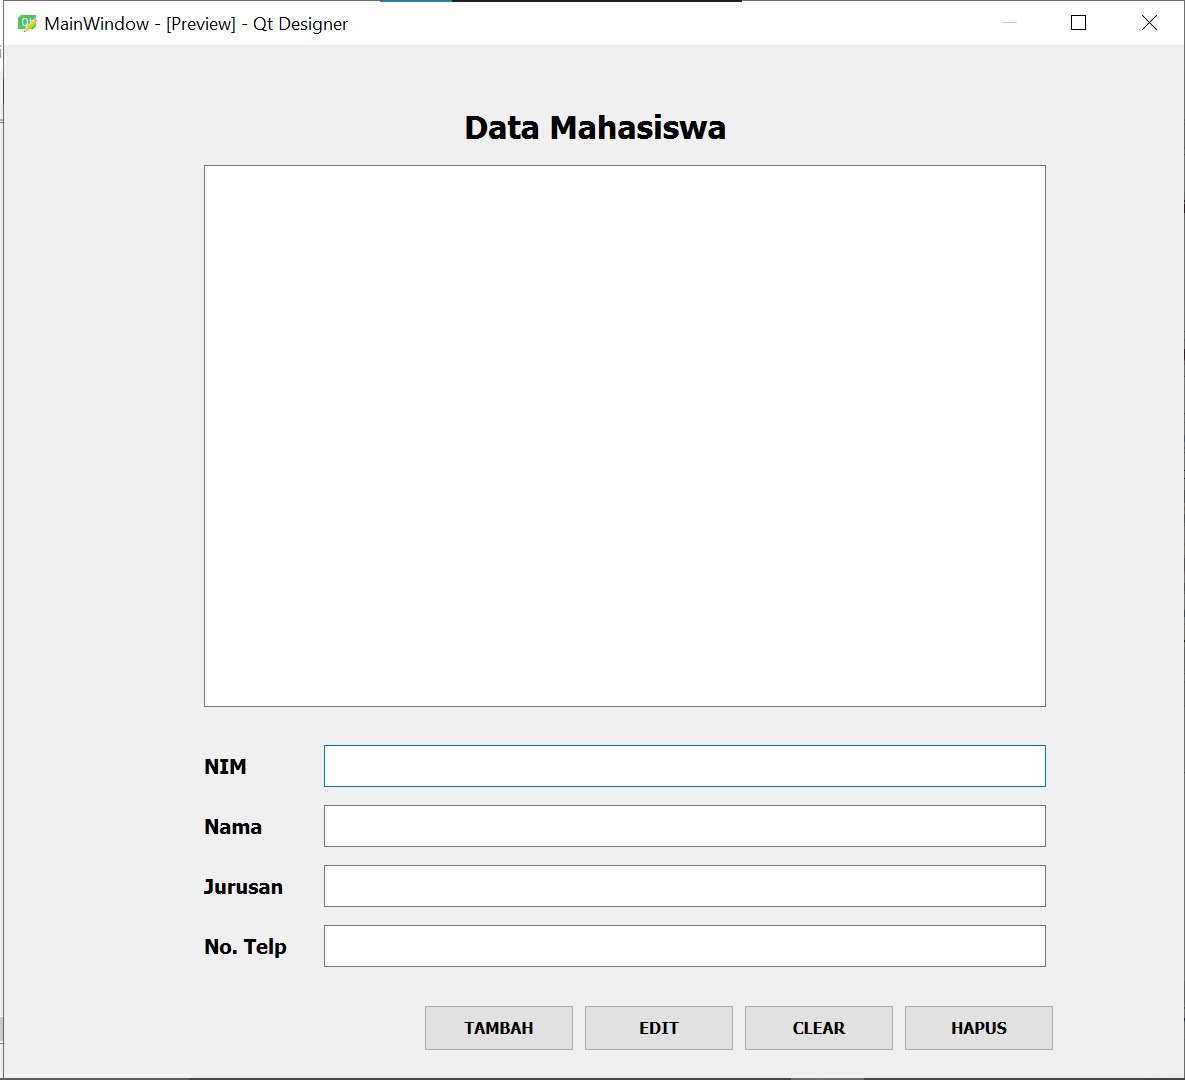 MainWindow - [Preview] - Qt Designer
Data Mahasiswa
NIM
Nama
Jurusan
No. Telp
TAMBAH EDIT CLEAR HAPUS